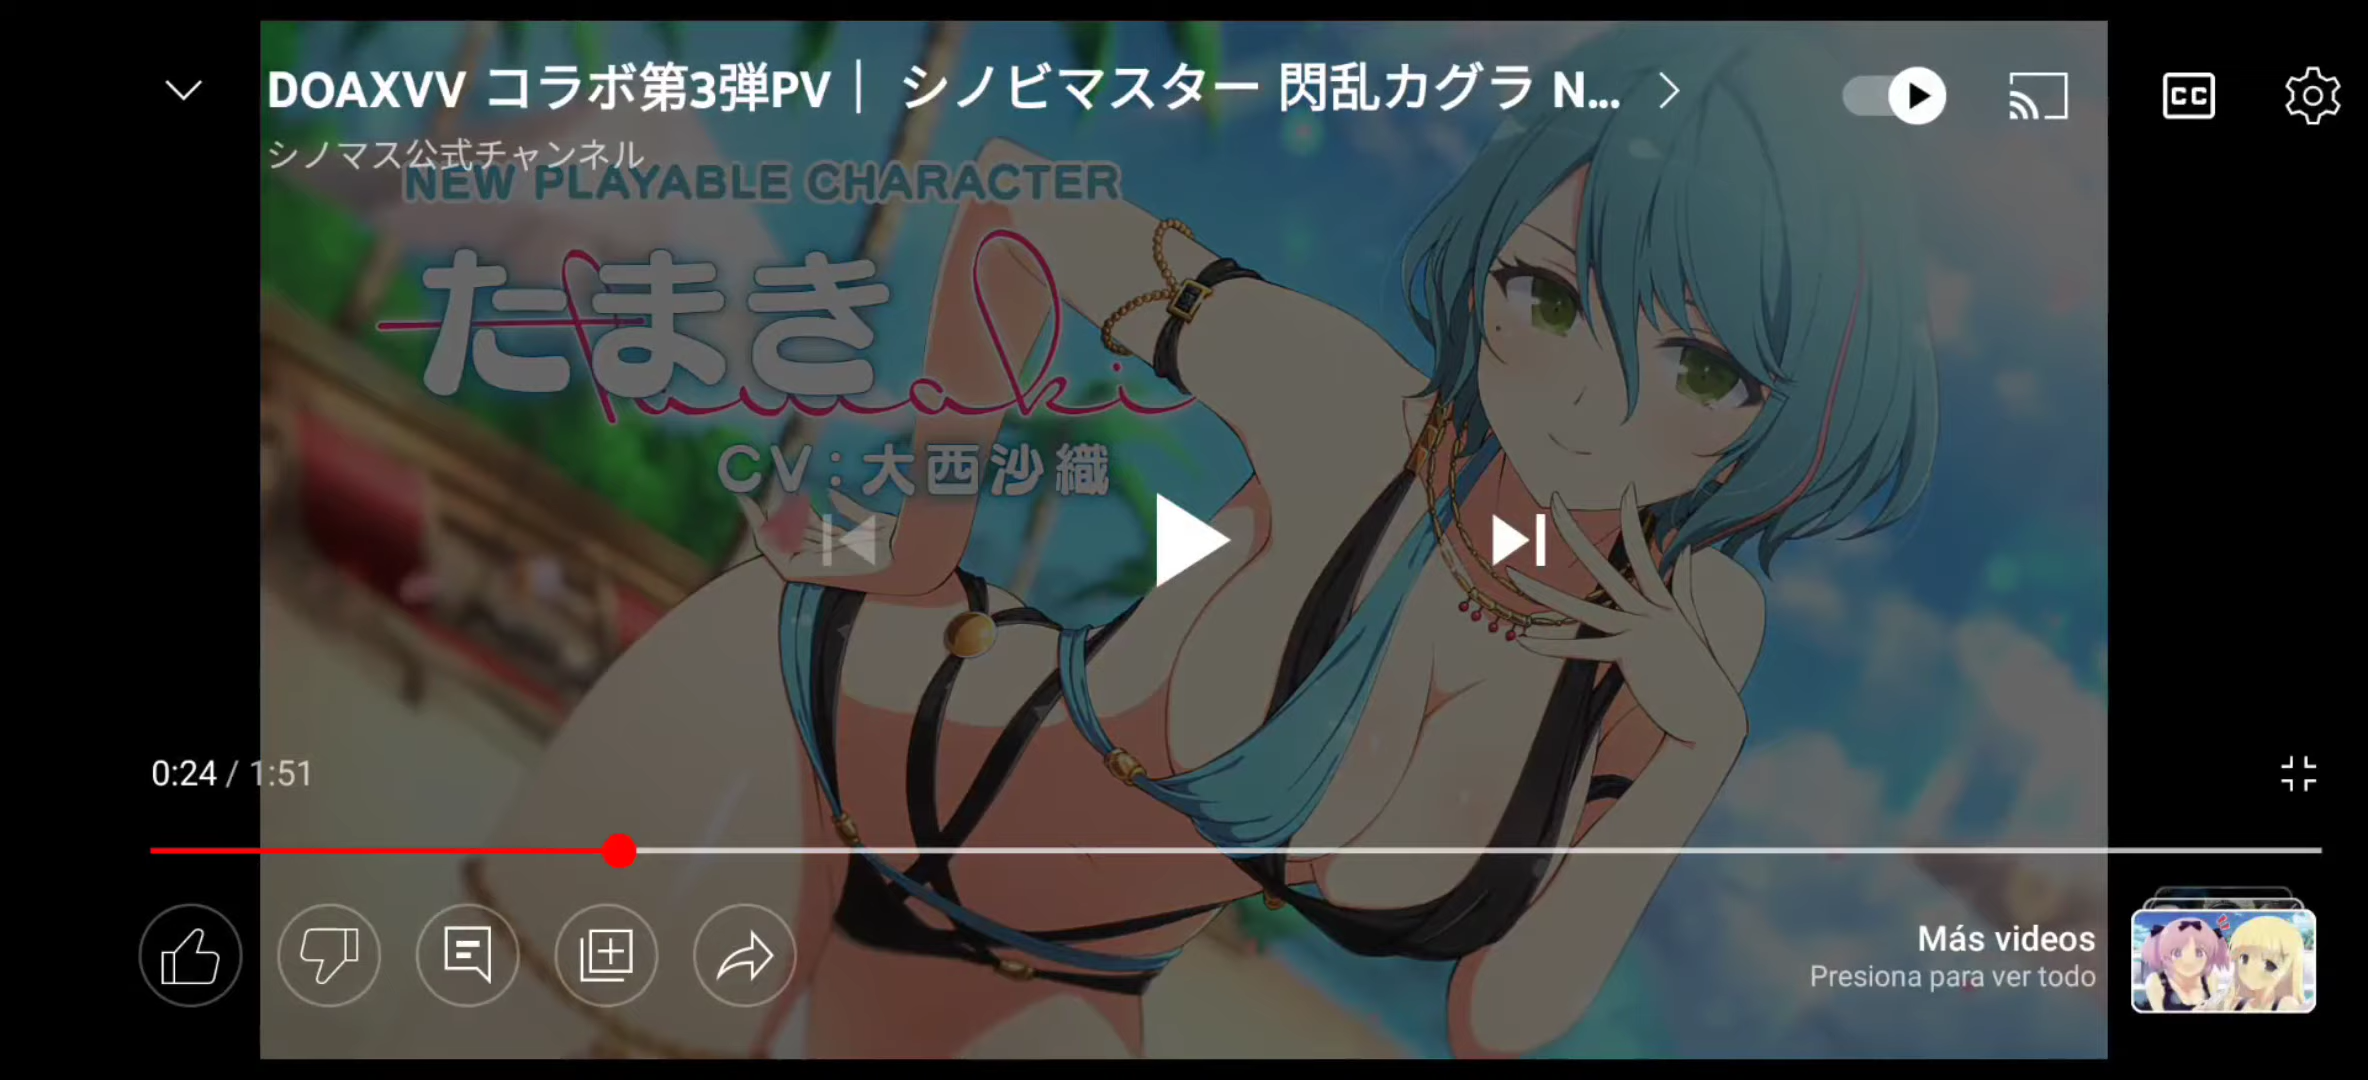 DOAXVV コラボ第3弾PV｜ シノビマスター 閃乱カグラ N...
シノマス公式チャンネル
NEW PLAYABLE CHARACTER
たまき
Tamaki
CV：大西沙織
CC
0:24 / 1:51
Más videos
Presiona para ver todo